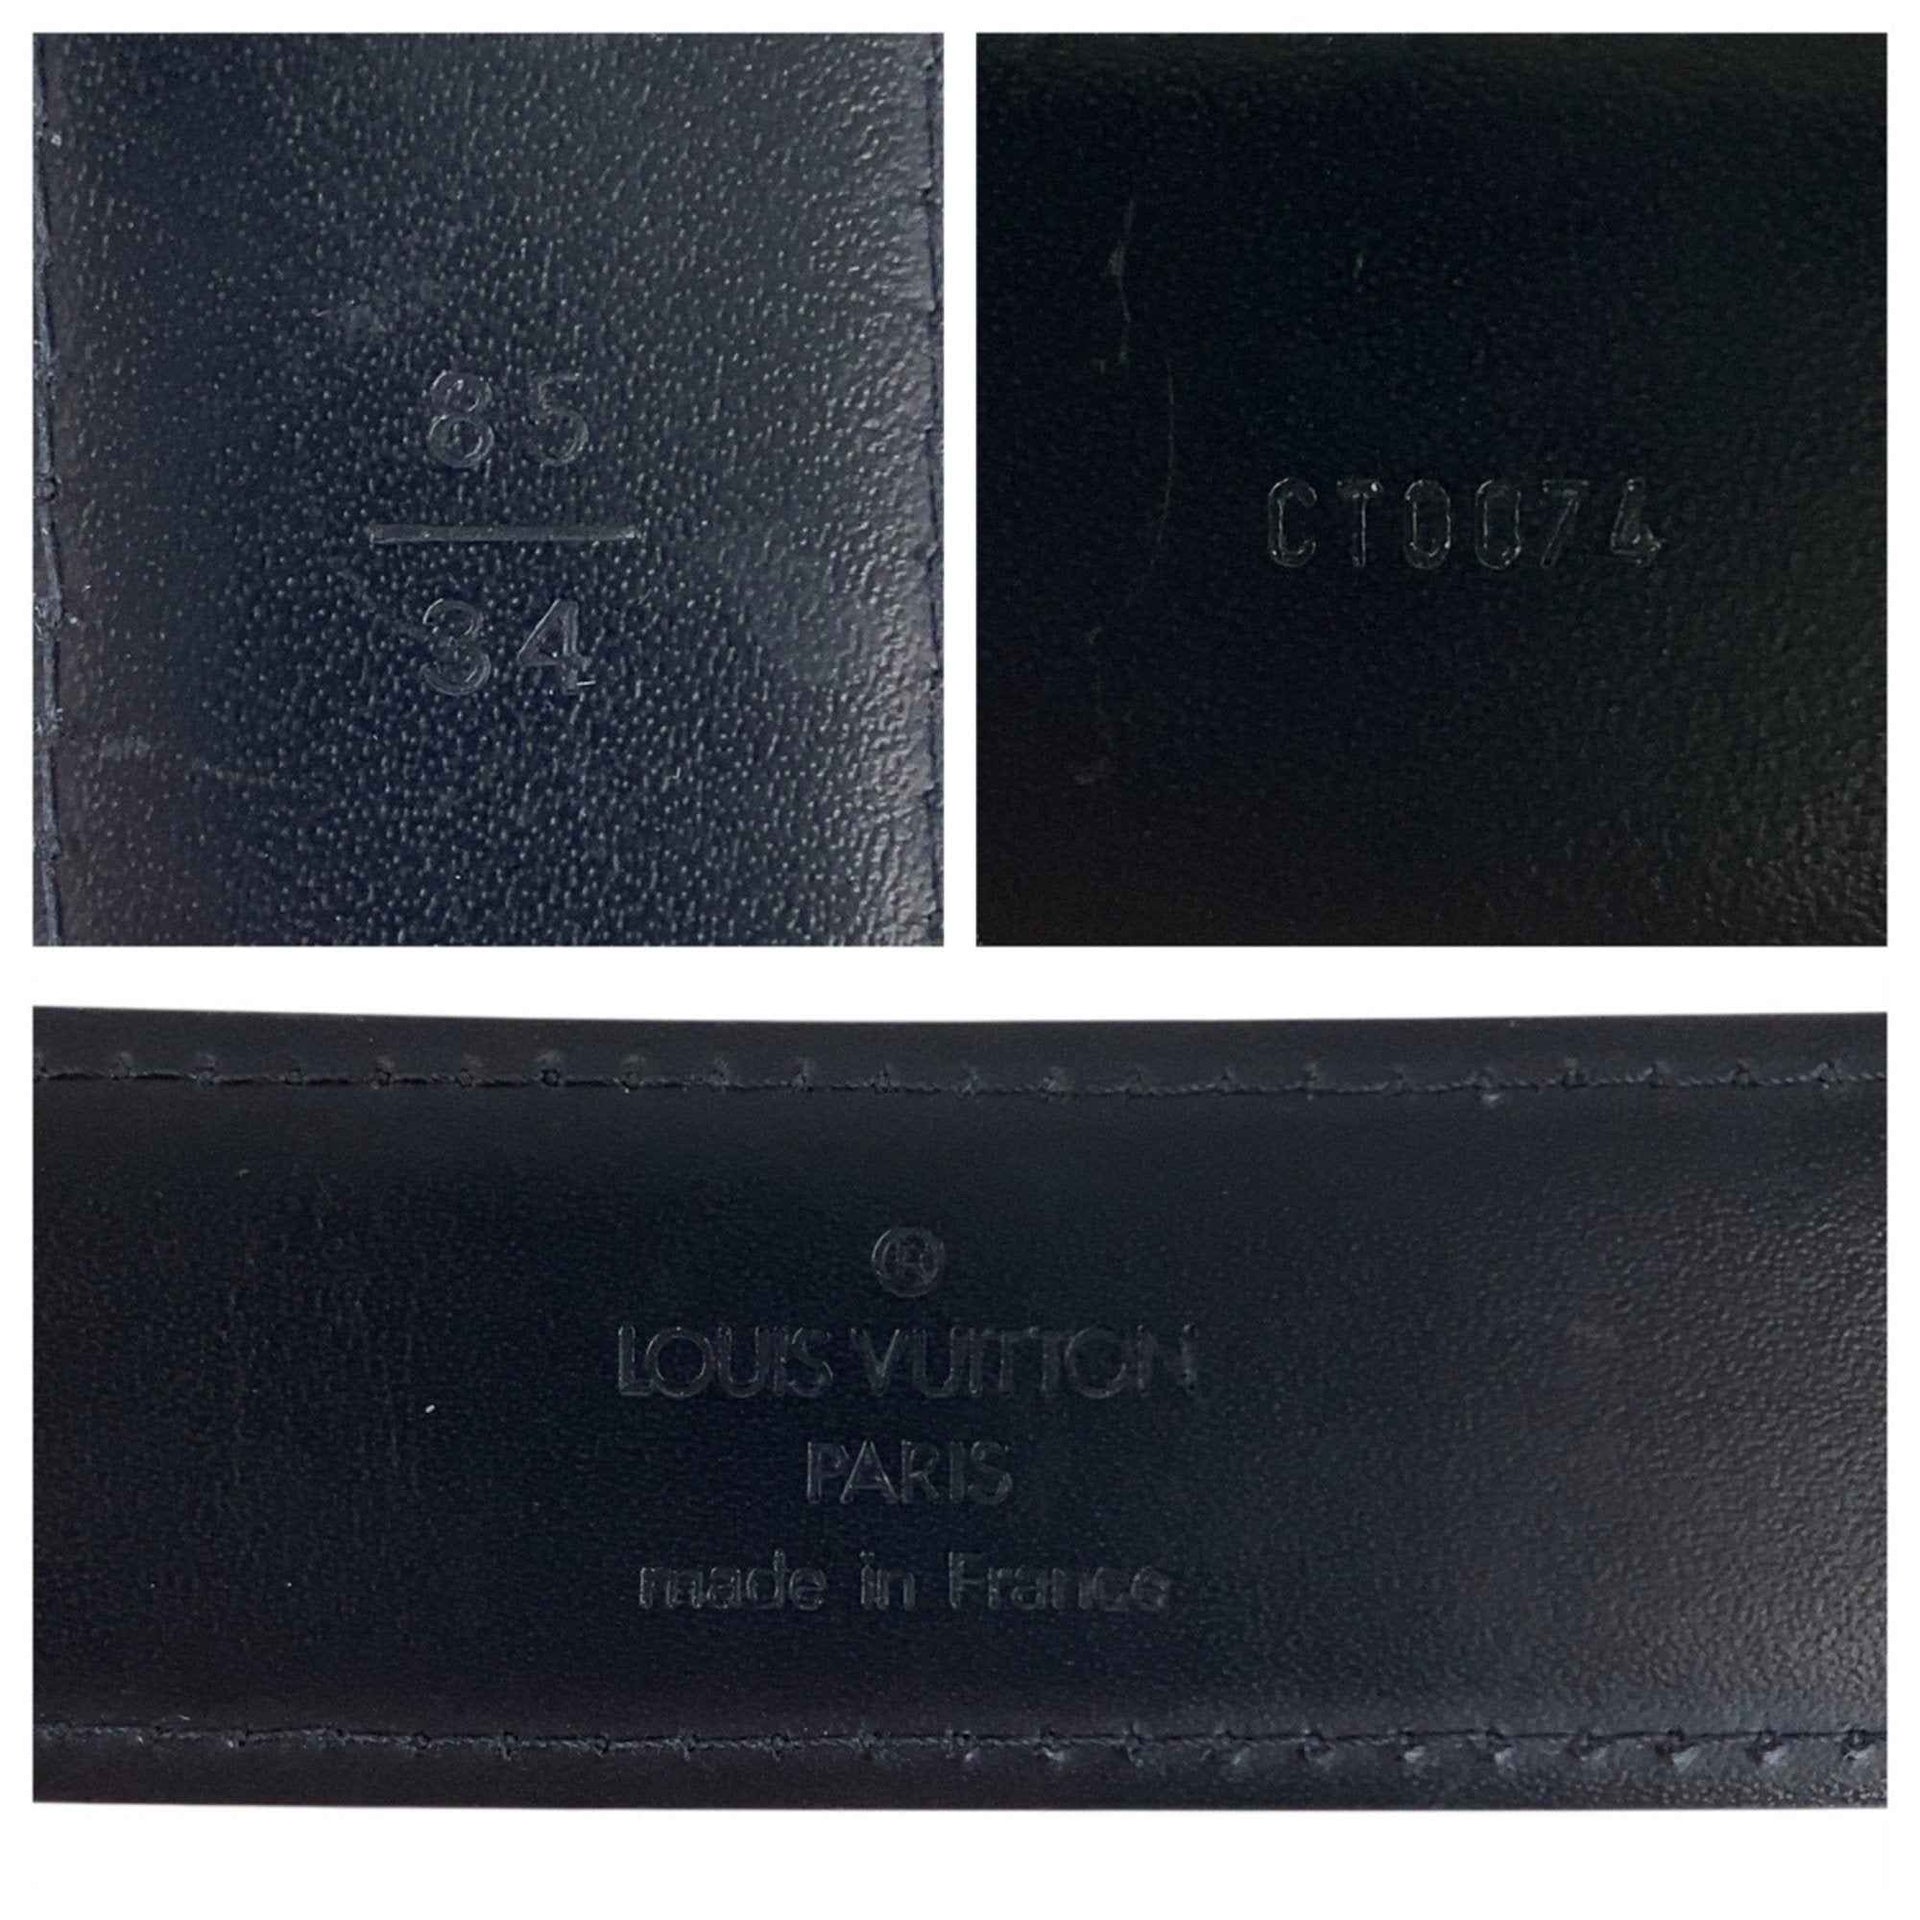 85
34
CT0074
®
LOUIS VUITTON
PARIS
made in France